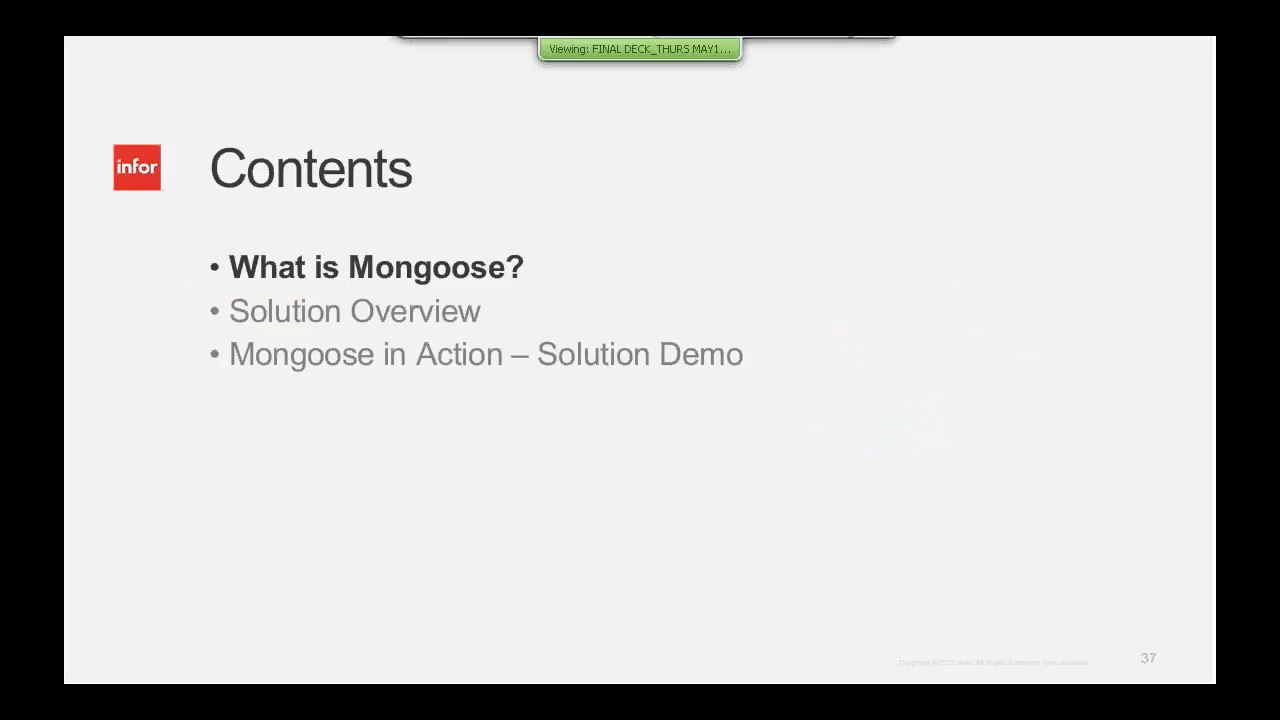 Viewing: FINAL DECK_THURS MAY1...
infor
Contents
• What is Mongoose?
• Solution Overview
• Mongoose in Action – Solution Demo
37